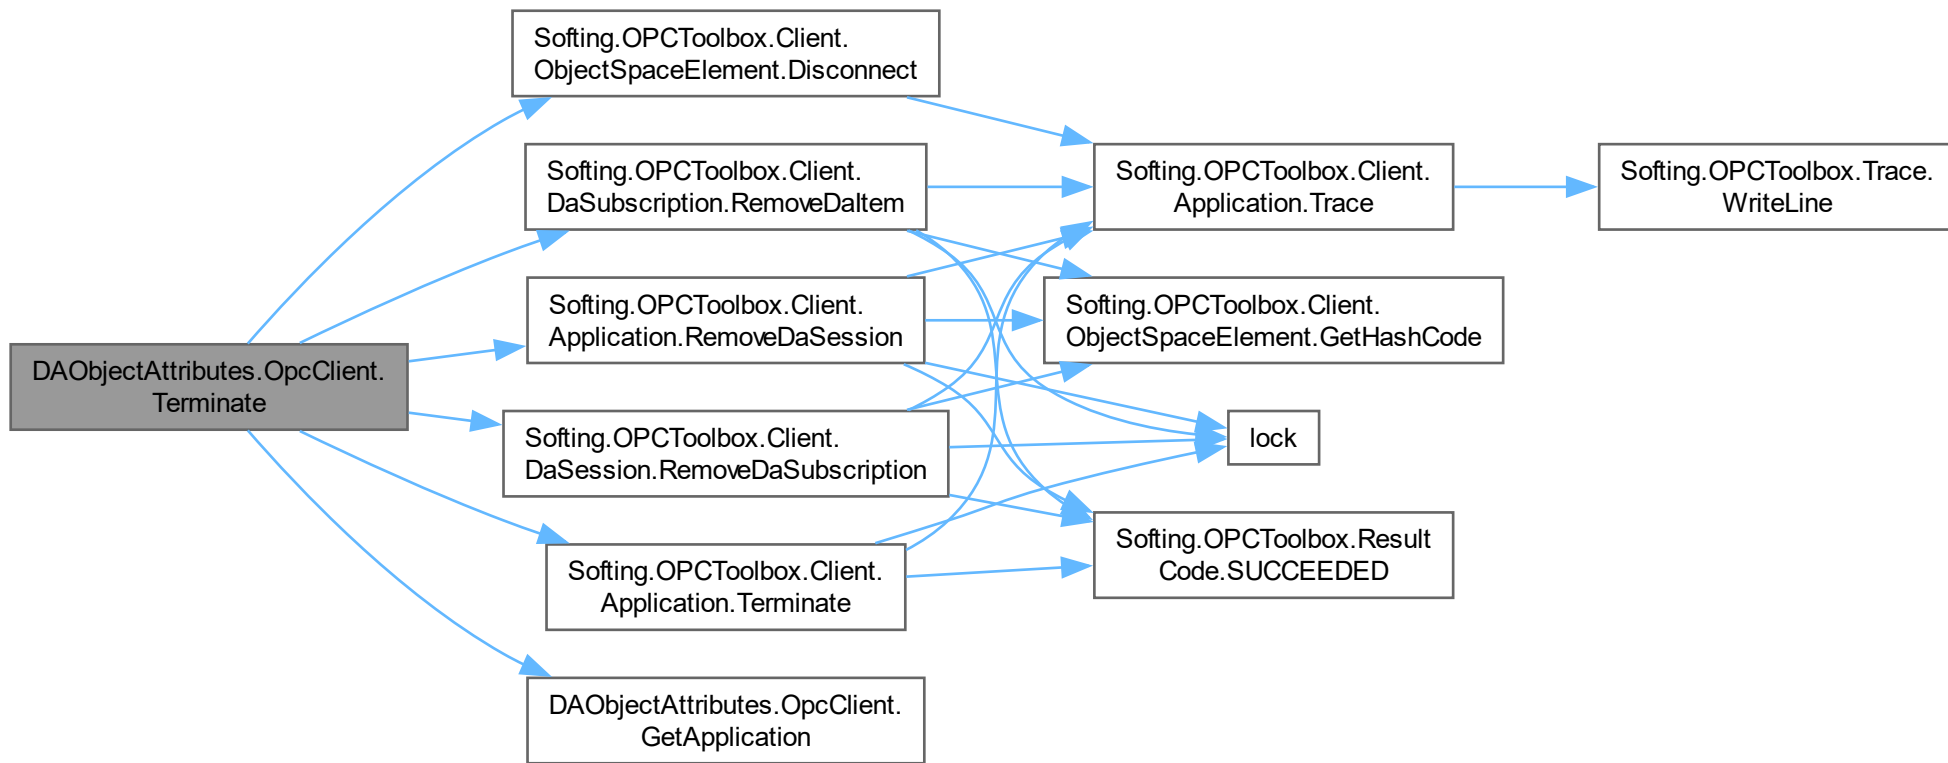 Softing.OPCToolbox.Client.
ObjectSpaceElement.Disconnect
Softing.OPCToolbox.Client.
DaSubscription.RemoveDaItem
Softing.OPCToolbox.Client.
Application.Trace
Softing.OPCToolbox.Trace.
WriteLine
Softing.OPCToolbox.Client.
Application.RemoveDaSession
Softing.OPCToolbox.Client.
ObjectSpaceElement.GetHashCode
DAObjectAttributes.OpcClient.
Terminate
Softing.OPCToolbox.Client.
DaSession.RemoveDaSubscription
lock
Softing.OPCToolbox.Client.
Application.Terminate
Softing.OPCToolbox.Result
Code.SUCCEEDED
DAObjectAttributes.OpcClient.
GetApplication